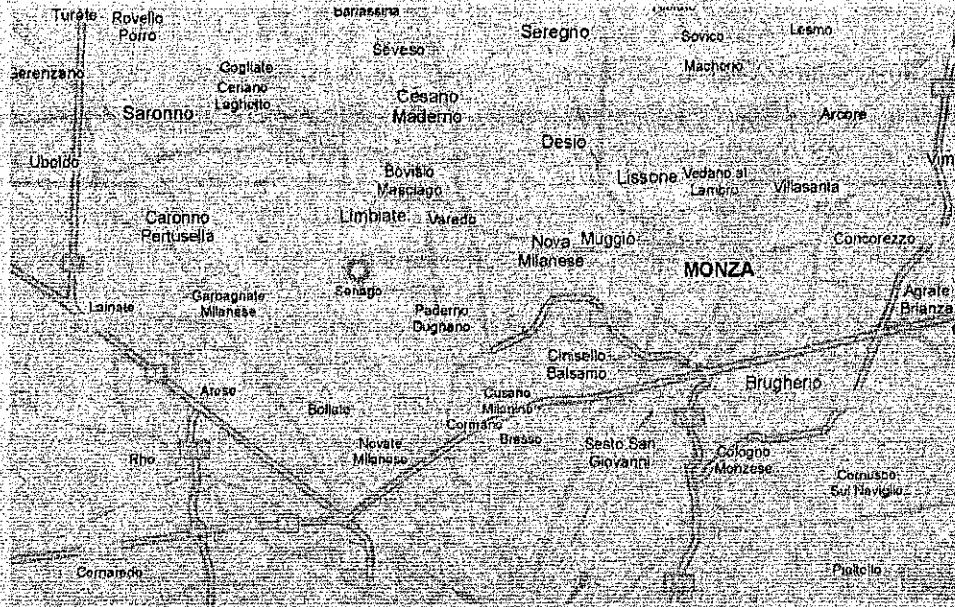 Turate
Rovello
Porro
Barlassina
Seveso
Seregno
Sovico
Lesmo
Gerenzano
Cogliate
Ceriano
Laghetto
Macherio
Saronno
Cesano
Maderno
Arcore
Desio
Uboldo
Bovisio
Masciago
Lissone
Vedano al
Lambro
Villasanta
Vim
Caronno
Pertusella
Limbiate
Varedo
Nova
Milanese
Muggiò
Concorezzo
MONZA
Senago
Lainate
Garbagnate
Milanese
Paderno
Dugnano
Agrate
Brianza
Cinisello
Balsamo
Brugherio
Arese
Bollate
Cusano
Milanino
Cormano
Bresso
Novate
Milanese
Sesto San
Giovanni
Rho
Cologno
Monzese
Cernusco
Sul Naviglio
Cornaredo
Pioltello